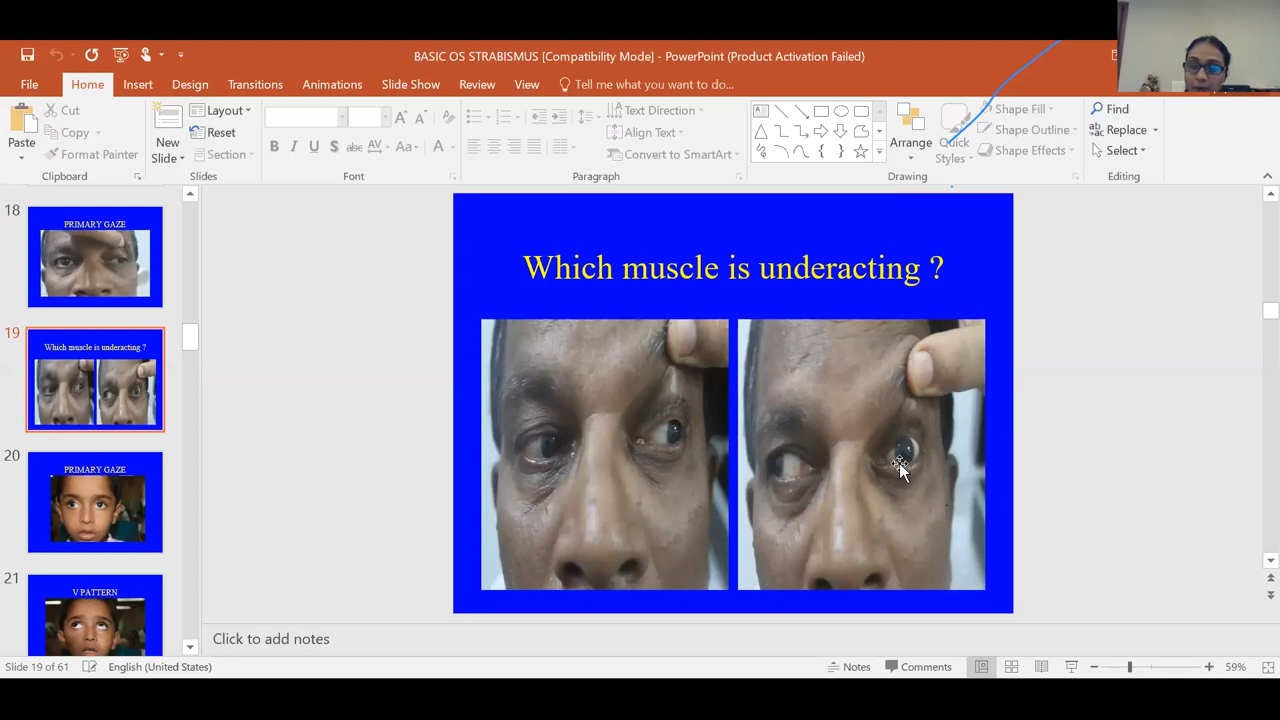 BASIC OS STRABISMUS [Compatibility Mode] - PowerPoint (Product Activation Failed)
File Home Insert Design Transitions Animations Slide Show Review View Tell me what you want to do...
Paste
Cut
Copy
Format Painter
Clipboard
New Slide
Layout
Reset
Section
Slides
B I U S abc AV Aa A
Font
Text Direction
Align Text
Convert to SmartArt
Paragraph
Arrange
Quick Styles
Shape Fill
Shape Outline
Shape Effects
Drawing
Find
Replace
Select
Editing
18
PRIMARY GAZE
19
Which muscle is underacting ?
20
PRIMARY GAZE
21
V PATTERN
Which muscle is underacting ?
Click to add notes
Slide 19 of 61 English (United States) Notes Comments 59%